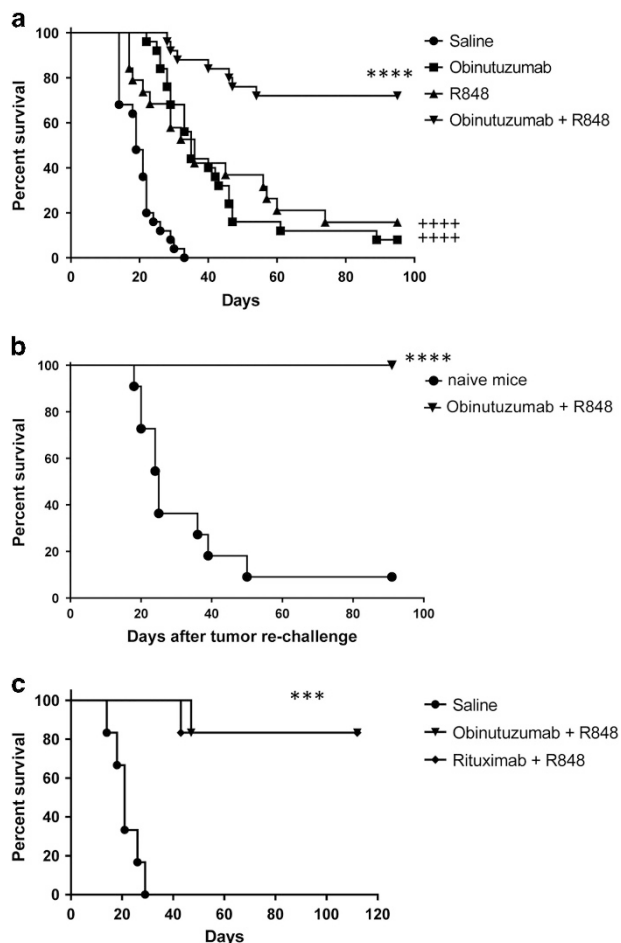 a
Percent survival
100
80
60
40
20
0
0 20 40 60 80 100
Days
****
++++
++++
Saline
Obinutuzumab
R848
Obinutuzumab + R848
b
Percent survival
100
80
60
40
20
0
0 20 40 60 80 100
Days after tumor re-challenge
****
naive mice
Obinutuzumab + R848
c
Percent survival
100
80
60
40
20
0
0 20 40 60 80 100 120
Days
***
Saline
Obinutuzumab + R848
Rituximab + R848